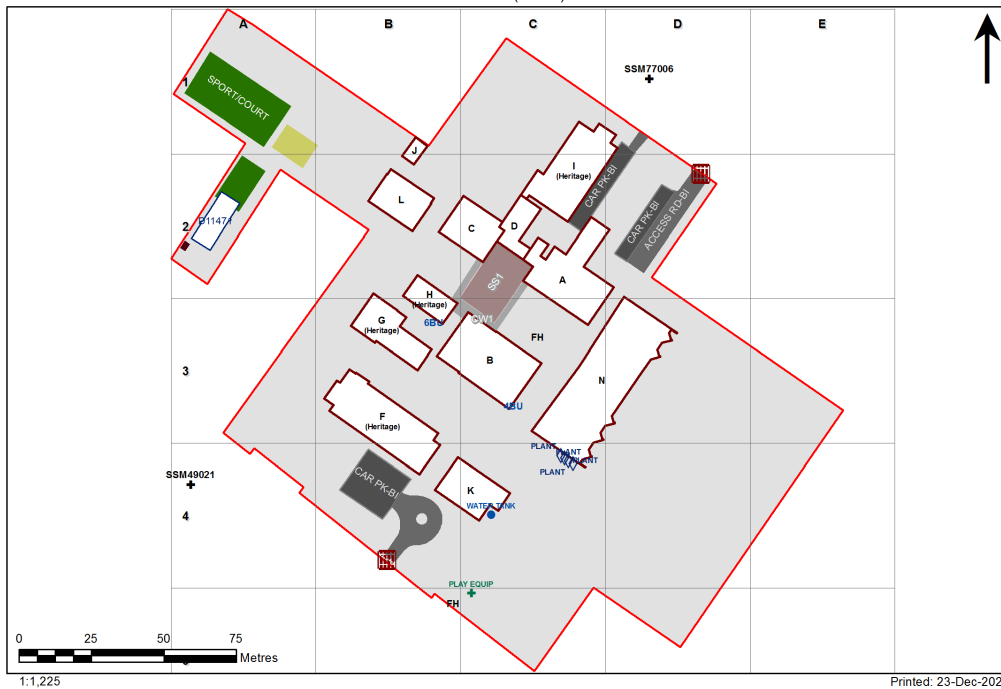 A B C D E
SSM77006
1
SPORT/COURT
J
I
(Heritage)
CAR PK-BI
L
CAR PK-BI
ACCESS RD-BI
2
C
D
A
SS1
H
(Heritage)
G
(Heritage)
6BU
CW1
FH
B
3
N
F
(Heritage)
PLANT
PLANT
PLANT
PLANT
SSM49021
CAR PK-BI
K
WATER TANK
4
PLAY EQUIP
FH
0 25 50 75
Metres
1:1,225
Printed: 23-Dec-202